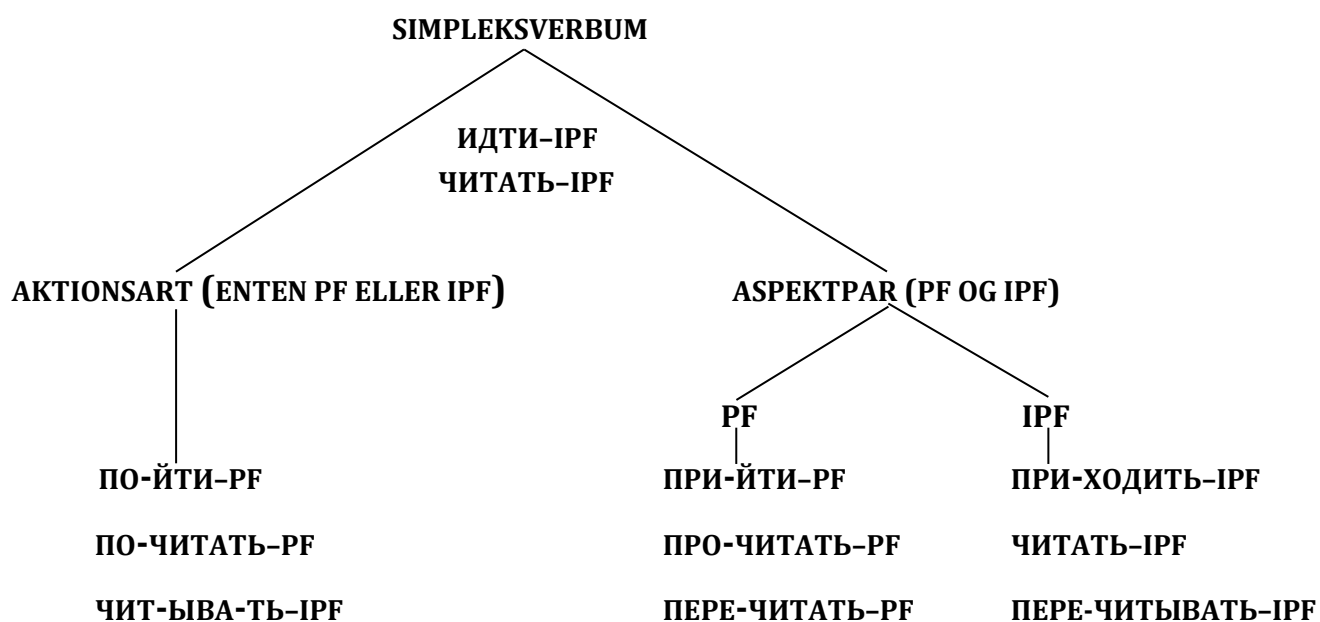 SIMPLEKSVERBUM
ИДТИ–IPF
ЧИТАТЬ–IPF
AKTIONSART (ENTEN PF ELLER IPF)
ASPEKTPAR (PF OG IPF)
PF
IPF
ПО-ЙТИ–PF
ПРИ-ЙТИ–PF
ПРИ-ХОДИТЬ–IPF
ПО-ЧИТАТЬ–PF
ПРО-ЧИТАТЬ–PF
ЧИТАТЬ–IPF
ЧИТ-ЫВА-ТЬ–IPF
ПЕРЕ-ЧИТАТЬ–PF
ПЕРЕ-ЧИТЫВАТЬ–IPF